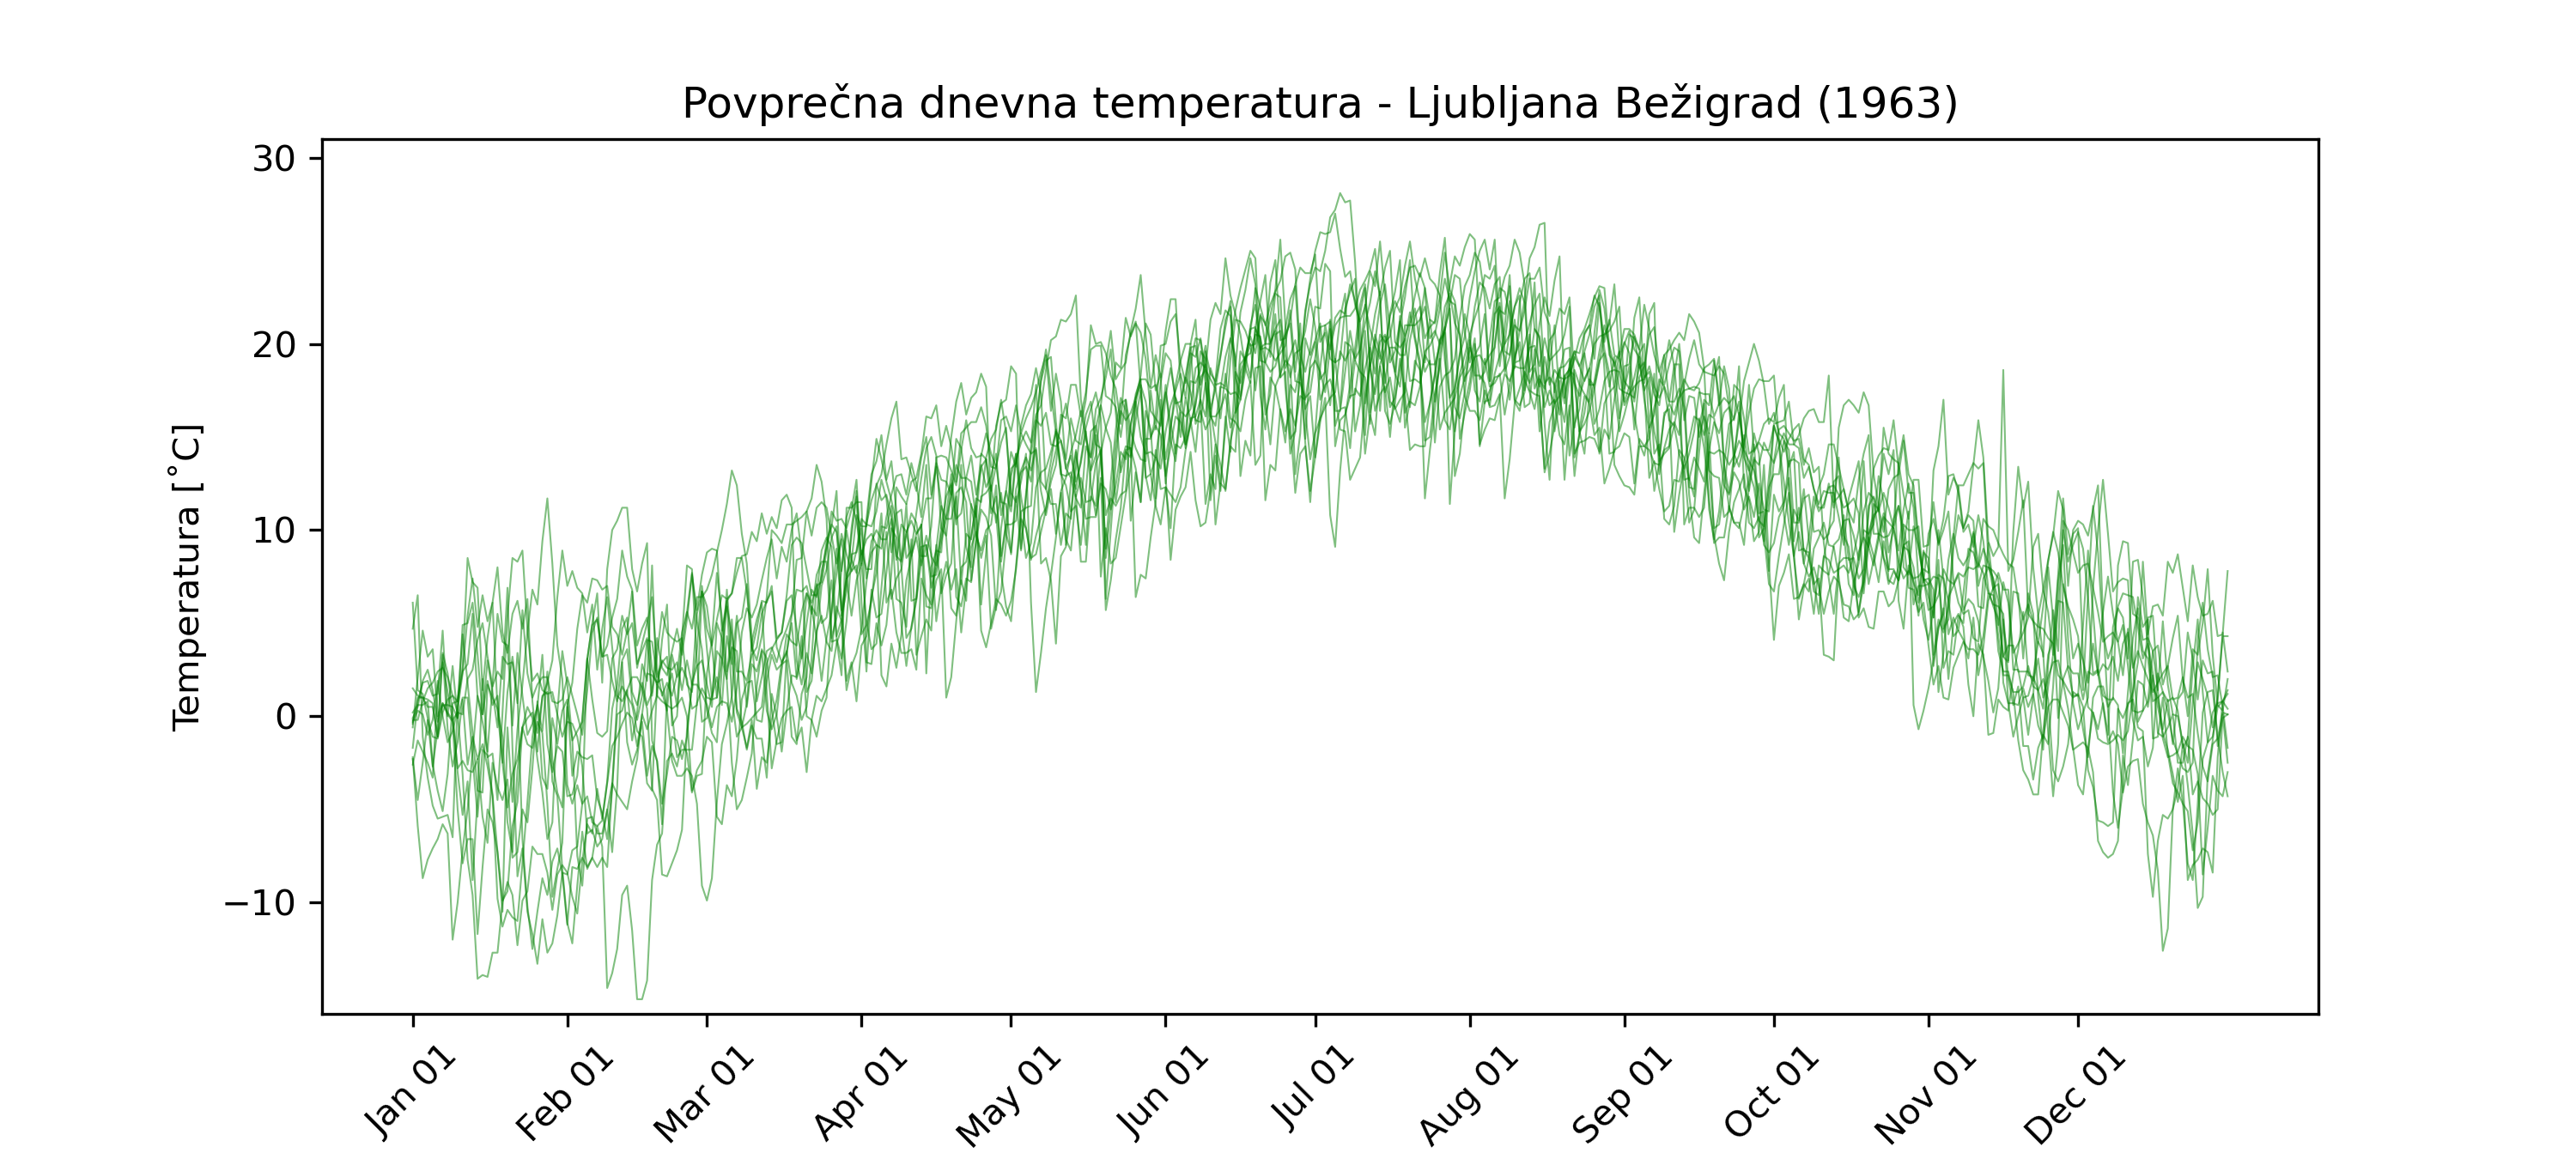 Povprečna dnevna temperatura - Ljubljana Bežigrad (1963)
Temperatura [˚C]
30
20
10
0
−10
Jan 01
Feb 01
Mar 01
Apr 01
May 01
Jun 01
Jul 01
Aug 01
Sep 01
Oct 01
Nov 01
Dec 01